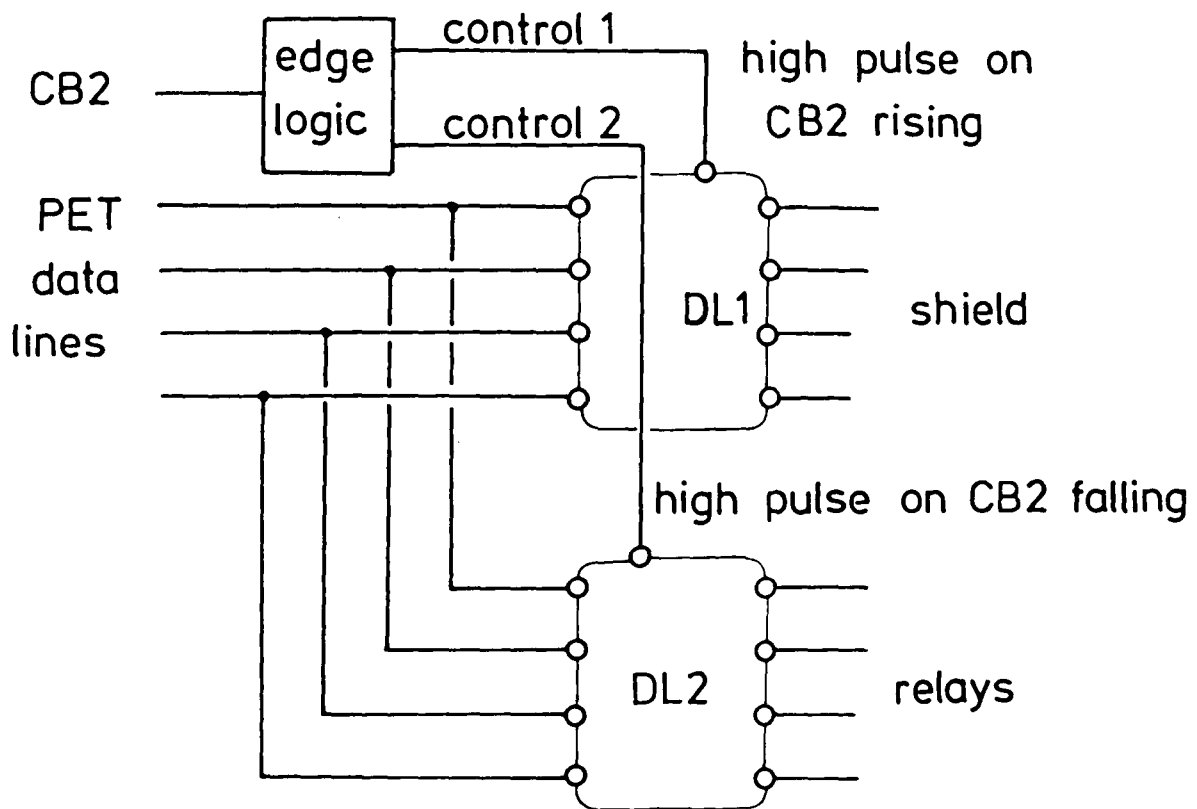 control 1
edge
logic
CB2
high pulse on
CB2 rising
control 2
PET
data
lines
DL1
shield
high pulse on CB2 falling
DL2
relays